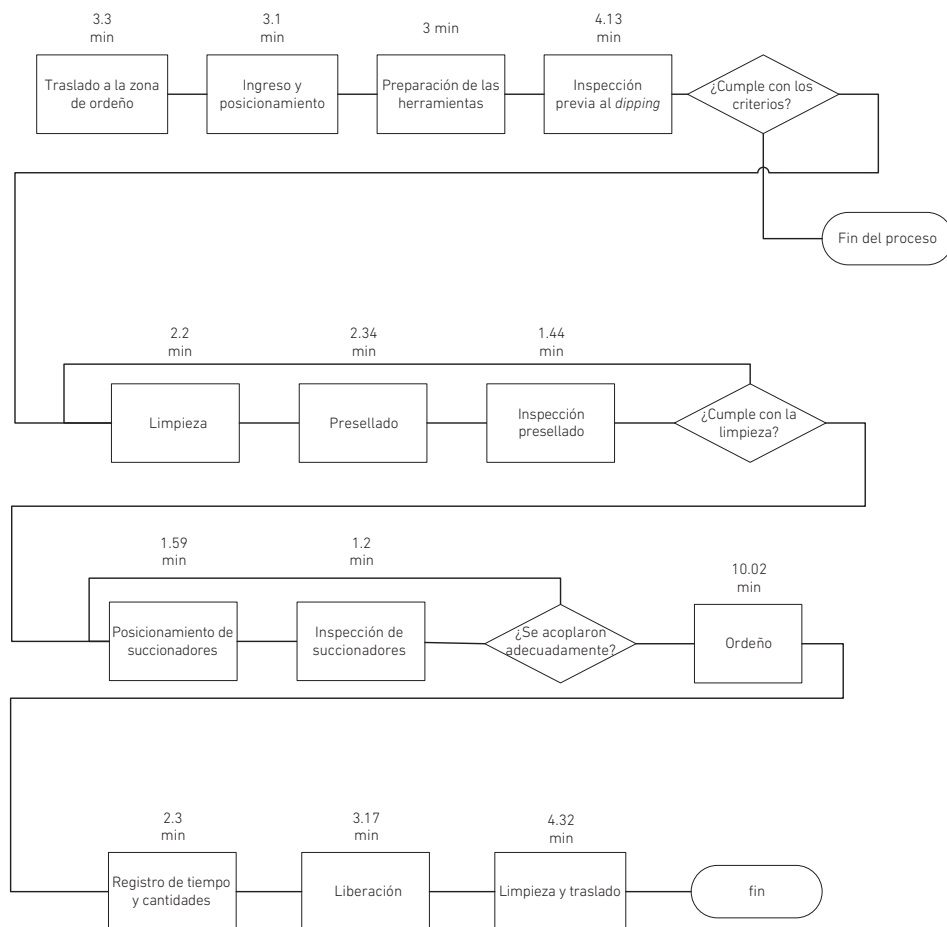 3.3
min
3.1
min
3 min
4.13
min
Traslado a la zona
de ordeño
Ingreso y
posicionamiento
Preparación de las
herramientas
Inspección
previa al dipping
¿Cumple con los
criterios?
Fin del proceso
2.2
min
2.34
min
1.44
min
Limpieza
Presellado
Inspección
presellado
¿Cumple con la
limpieza?
1.59
min
1.2
min
10.02
min
Posicionamiento de
succionadores
Inspección de
succionadores
¿Se acoplaron
adecuadamente?
Ordeño
2.3
min
3.17
min
4.32
min
Registro de tiempo
y cantidades
Liberación
Limpieza y traslado
fin